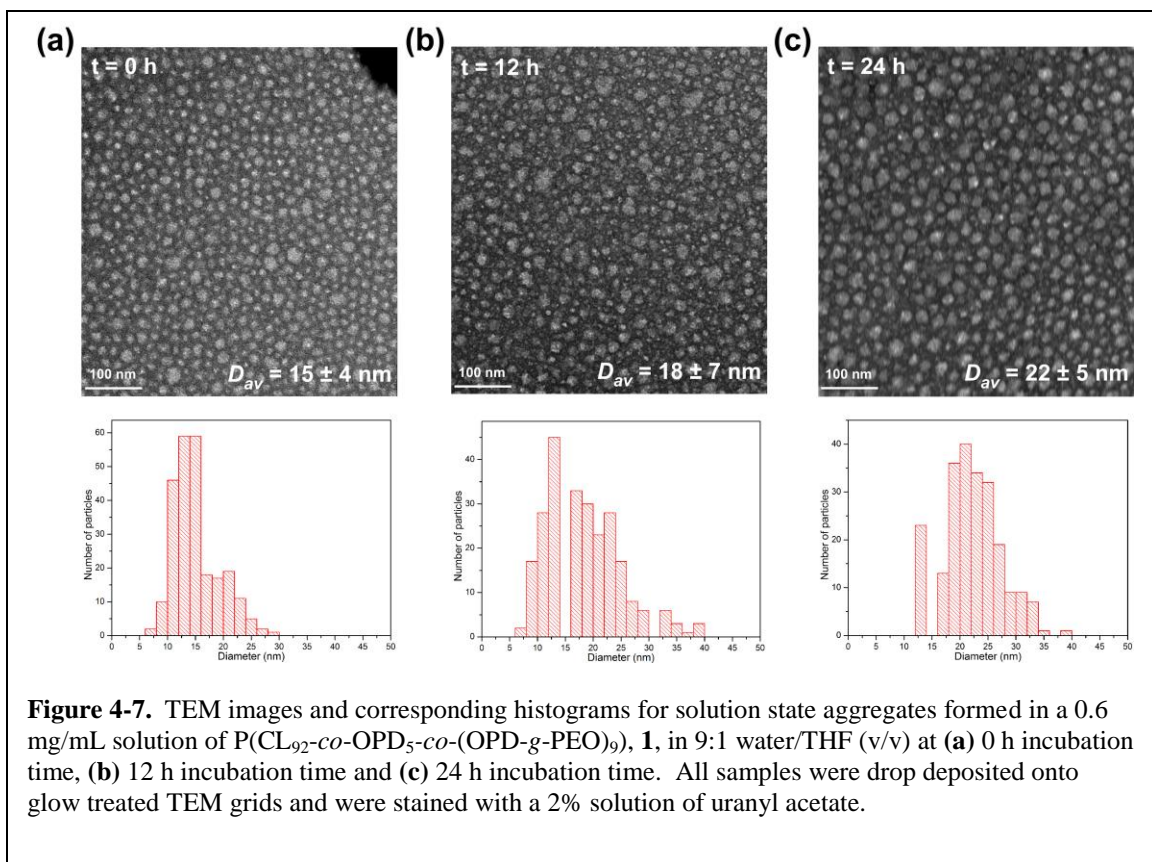 (a) (b) (c)
t = 0 h t = 12 h t = 24 h
100 nm D_av = 15 ± 4 nm 100 nm D_av = 18 ± 7 nm 100 nm D_av = 22 ± 5 nm
Number of particles
60
50
40
30
20
10
0
0 5 10 15 20 25 30 35 40 45 50
Diameter (nm)
Number of particles
40
30
20
10
0
0 5 10 15 20 25 30 35 40 45 50
Diameter (nm)
Number of particles
40
30
20
10
0
0 5 10 15 20 25 30 35 40 45 50
Diameter (nm)
Figure 4-7. TEM images and corresponding histograms for solution state aggregates formed in a 0.6
mg/mL solution of P(CL₉₂-co-OPD₅-co-(OPD-g-PEO)₉), 1, in 9:1 water/THF (v/v) at (a) 0 h incubation
time, (b) 12 h incubation time and (c) 24 h incubation time. All samples were drop deposited onto
glow treated TEM grids and were stained with a 2% solution of uranyl acetate.